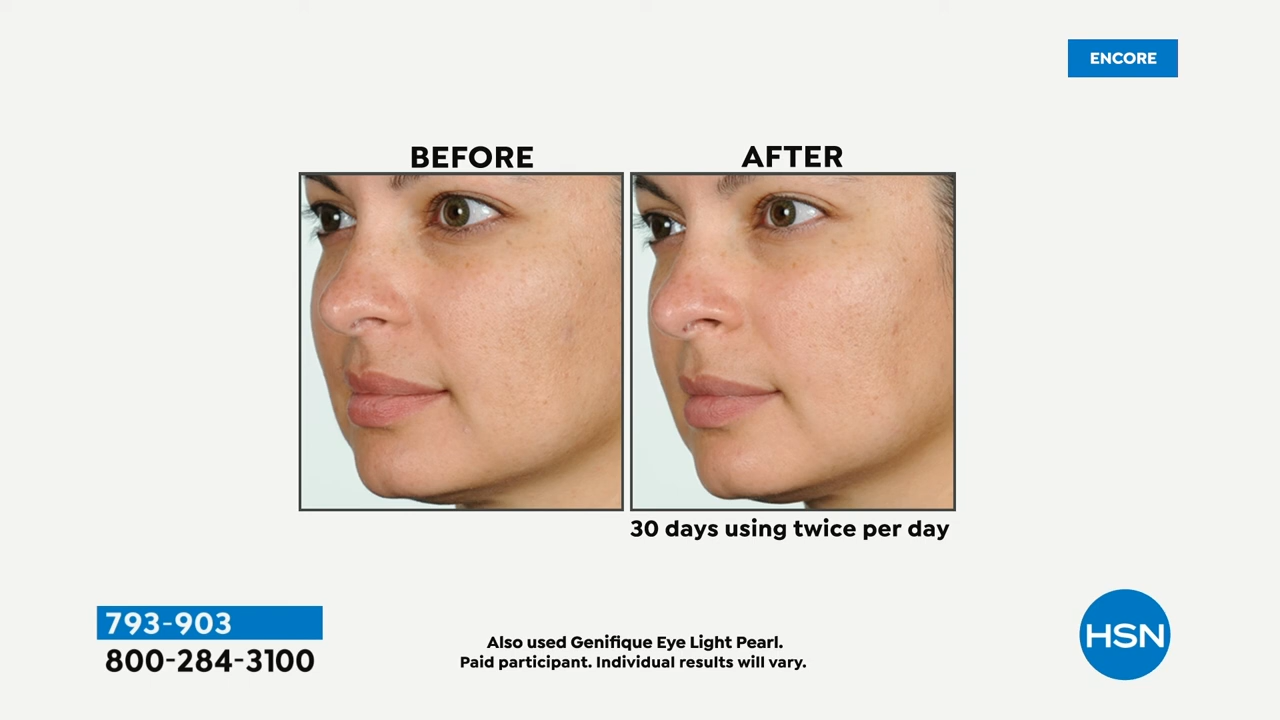 ENCORE
BEFORE
AFTER
30 days using twice per day
793-903
800-284-3100
Also used Genifique Eye Light Pearl.
Paid participant. Individual results will vary.
HSN